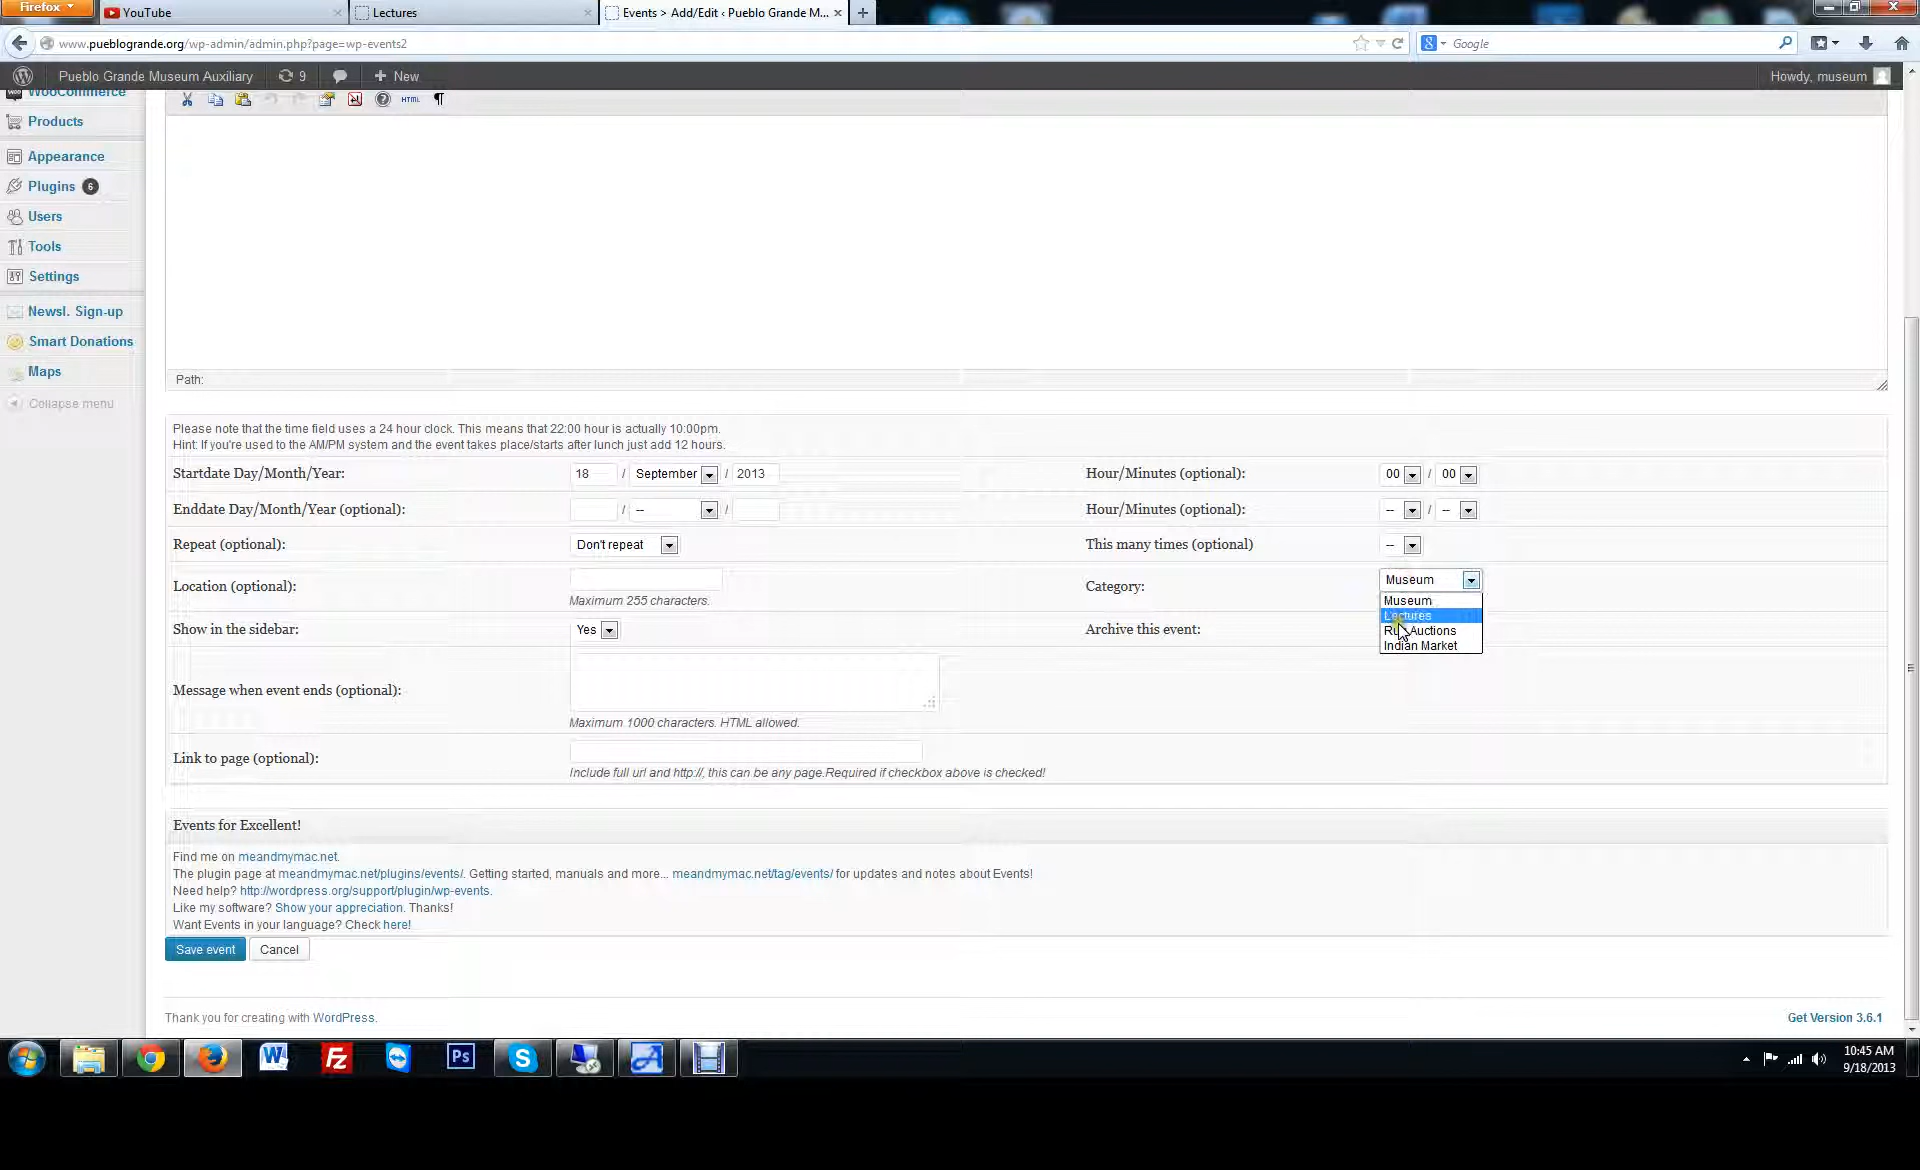 Firefox
YouTube
Lectures
Events > Add/Edit ‹ Pueblo Grande M...
www.pueblogrande.org/wp-admin/admin.php?page=wp-events2
Google
Pueblo Grande Museum Auxiliary
9
New
Howdy, museum
WooCommerce
Products
Appearance
Plugins 6
Users
Tools
Settings
Newsl. Sign-up
Smart Donations
Maps
Collapse menu
HTML
Path:
Please note that the time field uses a 24 hour clock. This means that 22:00 hour is actually 10:00pm.
Hint: If you're used to the AM/PM system and the event takes place/starts after lunch just add 12 hours.
Startdate Day/Month/Year: 18 / September / 2013 Hour/Minutes (optional): 00 / 00
Enddate Day/Month/Year (optional): / -- / Hour/Minutes (optional): -- / --
Repeat (optional): Don't repeat This many times (optional) --
Location (optional): Category: Museum
Maximum 255 characters.
Museum
Lectures
Auctions
Indian Market
Show in the sidebar: Yes Archive this event:
Message when event ends (optional):
Maximum 1000 characters. HTML allowed.
Link to page (optional):
Include full url and http://, this can be any page.Required if checkbox above is checked!
Events for Excellent!
Find me on meandmymac.net.
The plugin page at meandmymac.net/plugins/events/. Getting started, manuals and more... meandmymac.net/tag/events/ for updates and notes about Events!
Need help? http://wordpress.org/support/plugin/wp-events.
Like my software? Show your appreciation. Thanks!
Want Events in your language? Check here!
Save event Cancel
Thank you for creating with WordPress.
Get Version 3.6.1
W
Fz
Ps
S
A
10:45 AM
9/18/2013